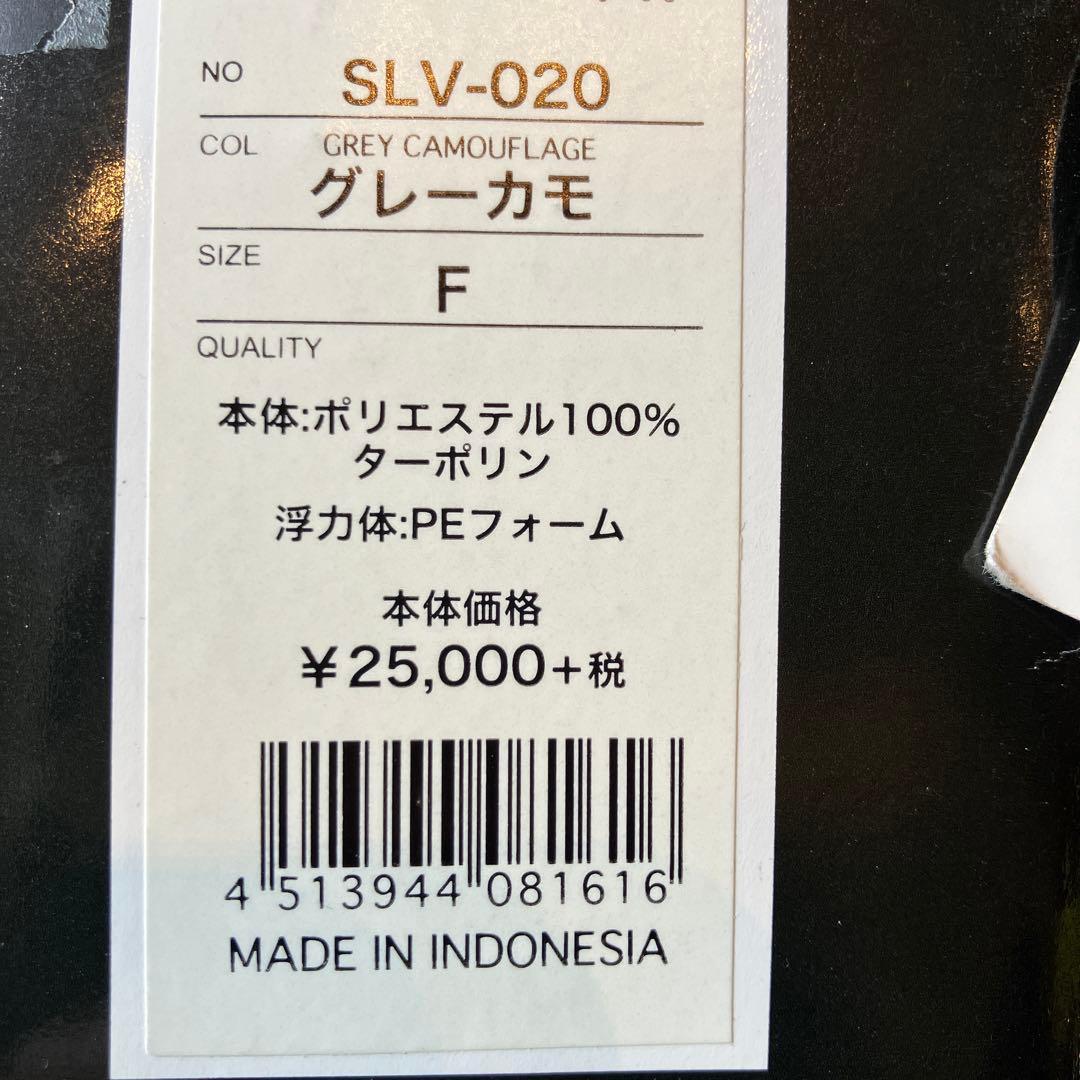 NO SLV-020
COL GREY CAMOUFLAGE
グレーカモ
SIZE
F
QUALITY
本体:ポリエステル100%
ターポリン
浮力体:PEフォーム
本体価格
¥25,000+税
4 513944 081616
MADE IN INDONESIA